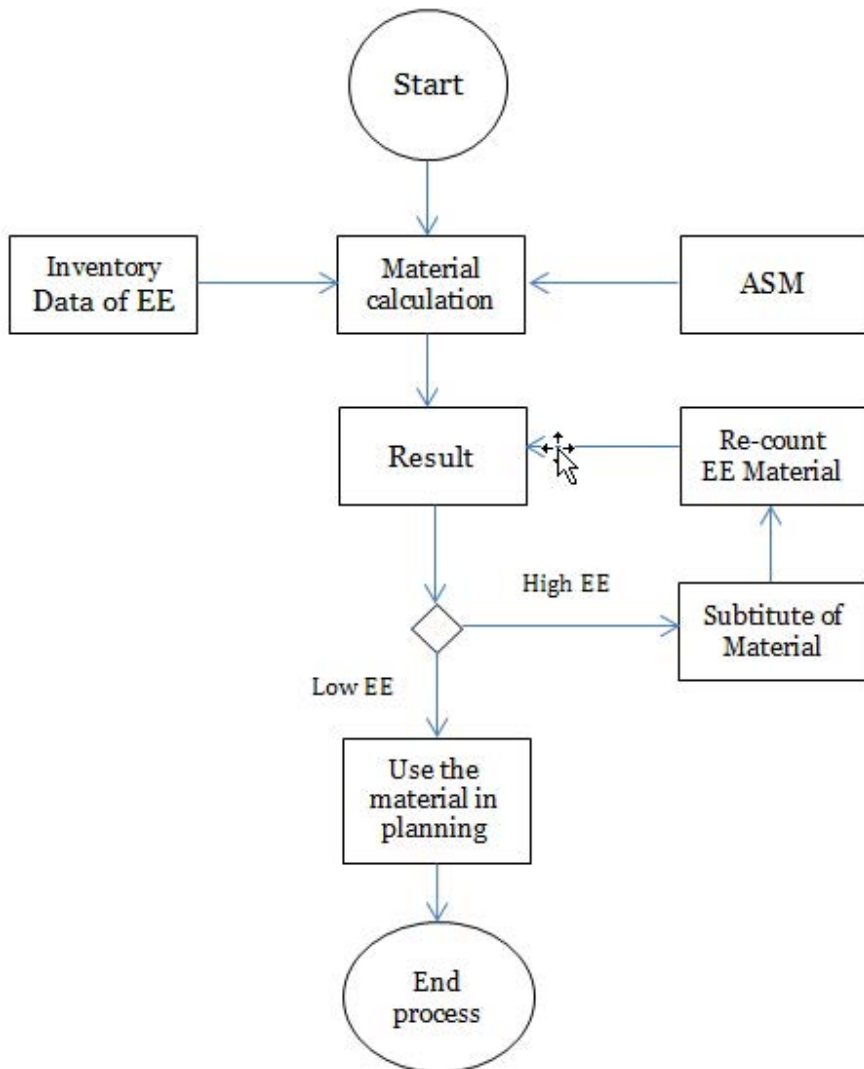 Start
Inventory
Data of EE
Material
calculation
ASM
Result
Re-count
EE Material
High EE
Subtitute of
Material
Low EE
Use the
material in
planning
End
process